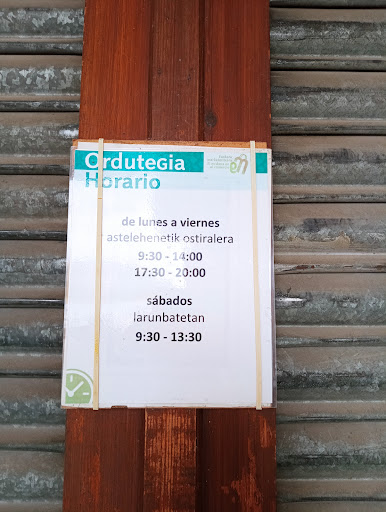 Ordutegia
Horario
de lunes a viernes
astelehenetik ostiralera
9:30 - 14:00
17:30 - 20:00
sábados
larunbatetan
9:30 - 13:30